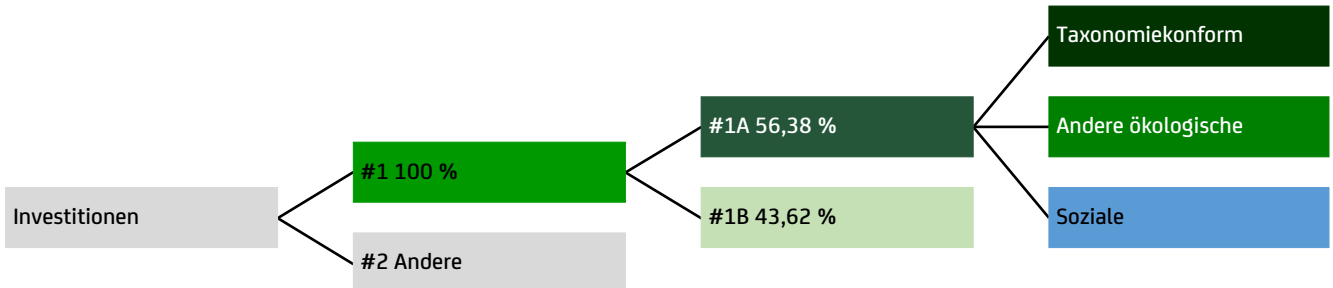 Investitionen
#1 100 %
#2 Andere
#1A 56,38 %
#1B 43,62 %
Taxonomiekonform
Andere ökologische
Soziale